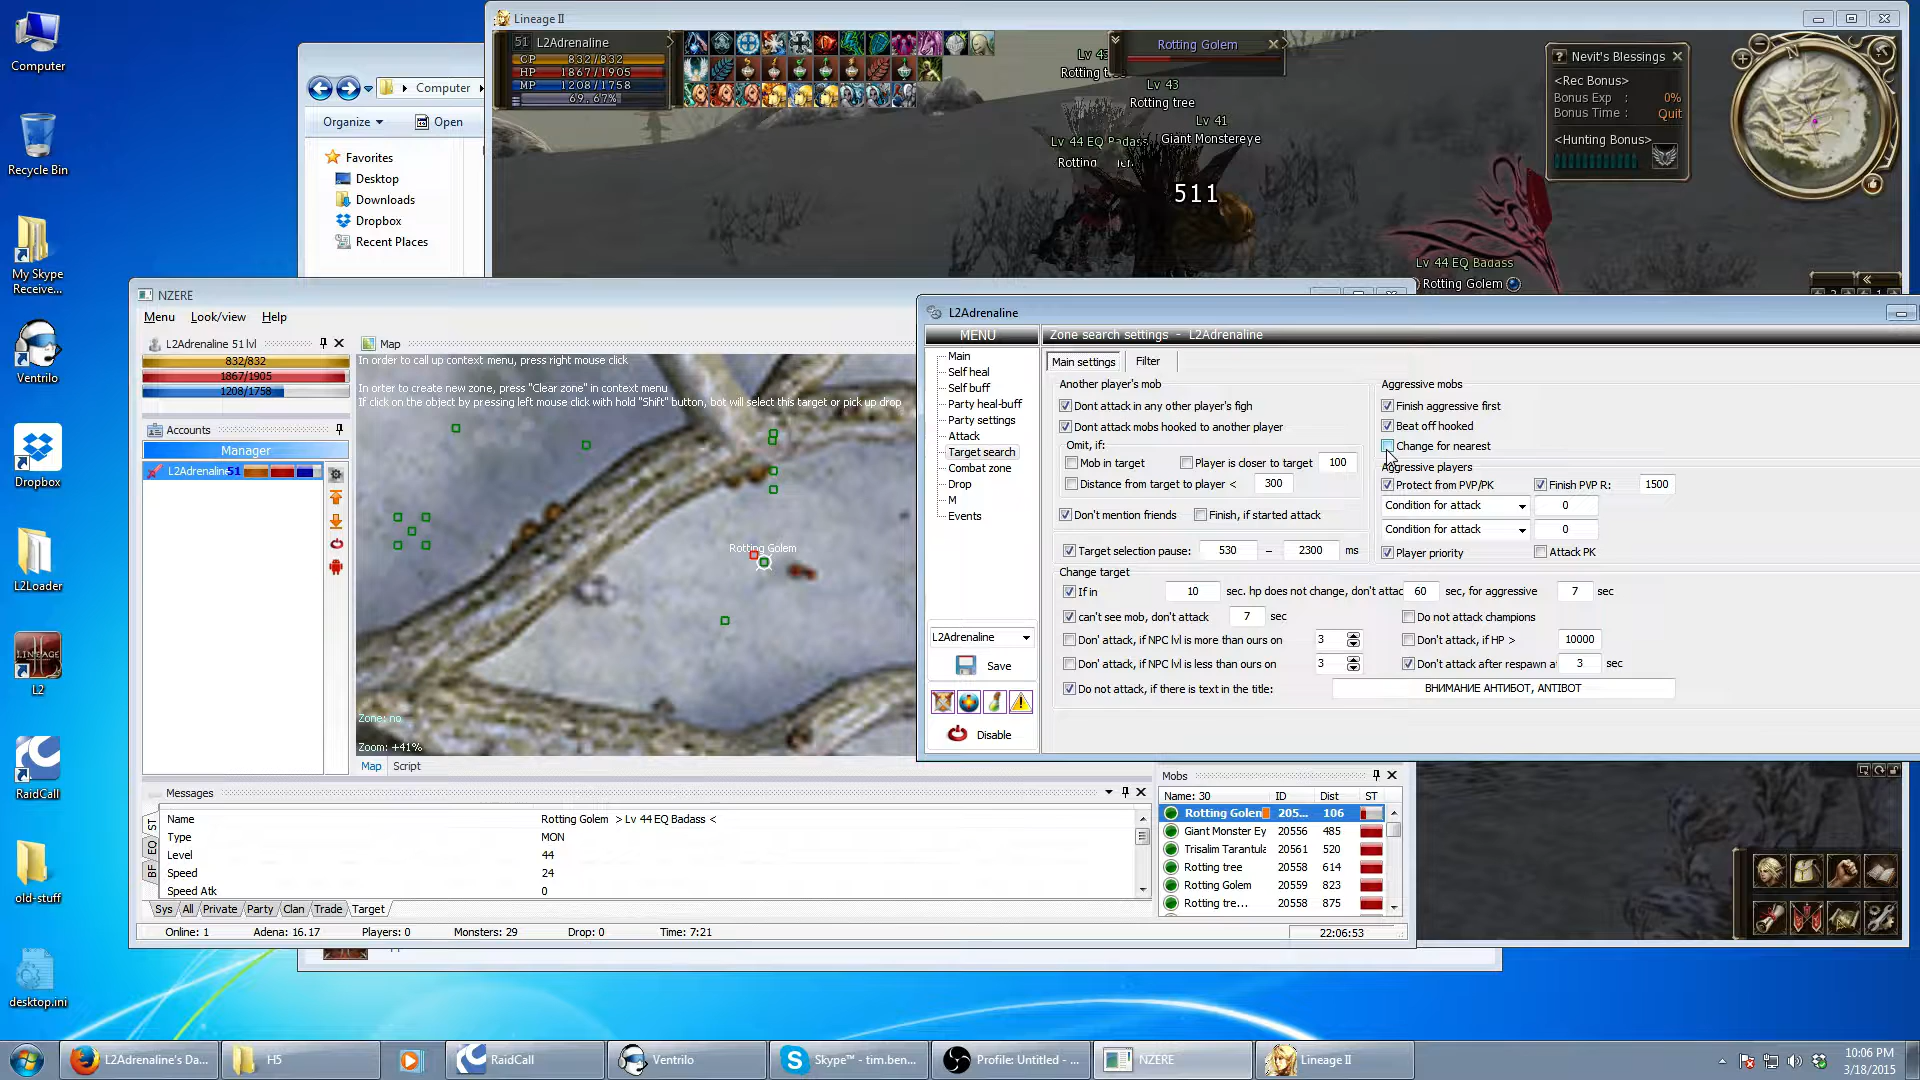 Computer
Recycle Bin
My Skype
Receive...
Ventrilo
Dropbox
L2Loader
L2
RaidCall
old-stuff
desktop.ini
Computer
Organize
Open
Favorites
Desktop
Downloads
Dropbox
Recent Places
Lineage II
51 L2Adrenaline
CP 832/832
HP 1867/1905
MP 1208/1758
69.67%
Rotting Golem
Lv 43
Lv 43
Rotting tree
Lv 41
Giant Monstereye
Lv 44 EQ Badass
Rotting
511
Lv 44 EQ Badass
Rotting Golem
Nevit's Blessings
<Rec Bonus>
Bonus Exp : 0%
Bonus Time : Quit
<Hunting Bonus>
N
NZERE
Menu Look/view Help
L2Adrenaline 51 lvl
832/832
1867/1905
1208/1758
Accounts
Manager
L2Adrenaline 51
Map
In order to call up context menu, press right mouse click
In orter to create new zone, press "Clear zone" in context menu
If click on the object by pressing left mouse click with hold "Shift" button, bot will select this target or pick up drop
Rotting Golem
Zone: no
Zoom: +41%
Map Script
Messages
ST
EQ
BF
Name Rotting Golem > Lv 44 EQ Badass <
Type MON
Level 44
Speed 24
Speed Atk 0
Sys All Private Party Clan Trade Target
Online: 1 Adena: 16.17 Players: 0 Monsters: 29 Drop: 0 Time: 7:21 22:06:53
Mobs
Name: 30 ID Dist ST
Rotting Golem 205... 106
Giant Monster Ey 20556 485
Trisalim Tarantula 20561 520
Rotting tree 20558 614
Rotting Golem 20559 823
Rotting tre... 20558 875
L2Adrenaline
MENU
Main
Self heal
Self buff
Party heal-buff
Party settings
Attack
Target search
Combat zone
Drop
M
Events
L2Adrenaline
Save
Disable
Zone search settings - L2Adrenaline
Main settings Filter
Another player's mob
Dont attack in any other player's figh
Dont attack mobs hooked to another player
Omit, if:
Mob in target Player is closer to target 100
Distance from target to player < 300
Don't mention friends Finish, if started attack
Target selection pause: 530 – 2300 ms
Aggressive mobs
Finish aggressive first
Beat off hooked
Change for nearest
Aggressive players
Protect from PVP/PK Finish PVP R: 1500
Condition for attack 0
Condition for attack 0
Player priority Attack PK
Change target
If in 10 sec. hp does not change, don't attac 60 sec, for aggressive 7 sec
can't see mob, don't attack 7 sec Do not attack champions
Don' attack, if NPC lvl is more than ours on 3 Don't attack, if HP > 10000
Don' attack, if NPC lvl is less than ours on 3 Don't attack after respawn a 3 sec
Do not attack, if there is text in the title: ВНИМАНИЕ АНТИБОТ, ANTIBOT
L2Adrenaline's Da...
H5
RaidCall
Ventrilo
Skype™ - tim.ben...
Profile: Untitled - ...
NZERE
Lineage II
10:06 PM
3/18/2015